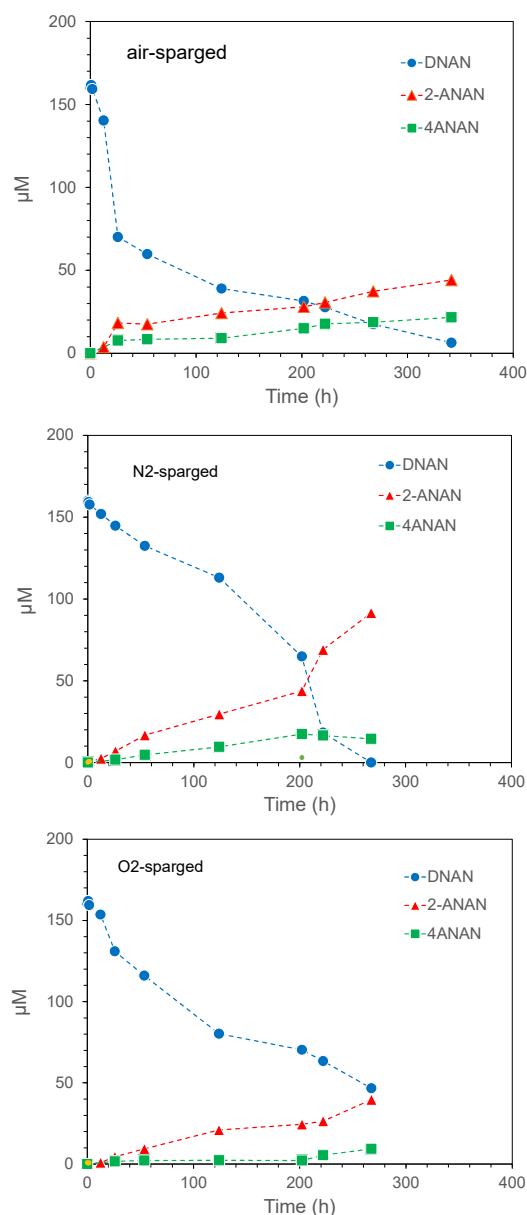 200
air-sparged
DNAN
2-ANAN
4ANAN
150
100
50
0
µM
0 100 200 300 400
Time (h)
200
N2-sparged
DNAN
2-ANAN
4ANAN
150
100
50
0
µM
0 100 200 300 400
Time (h)
200
O2-sparged
DNAN
2-ANAN
4ANAN
150
100
50
0
µM
0 100 200 300 400
Time (h)